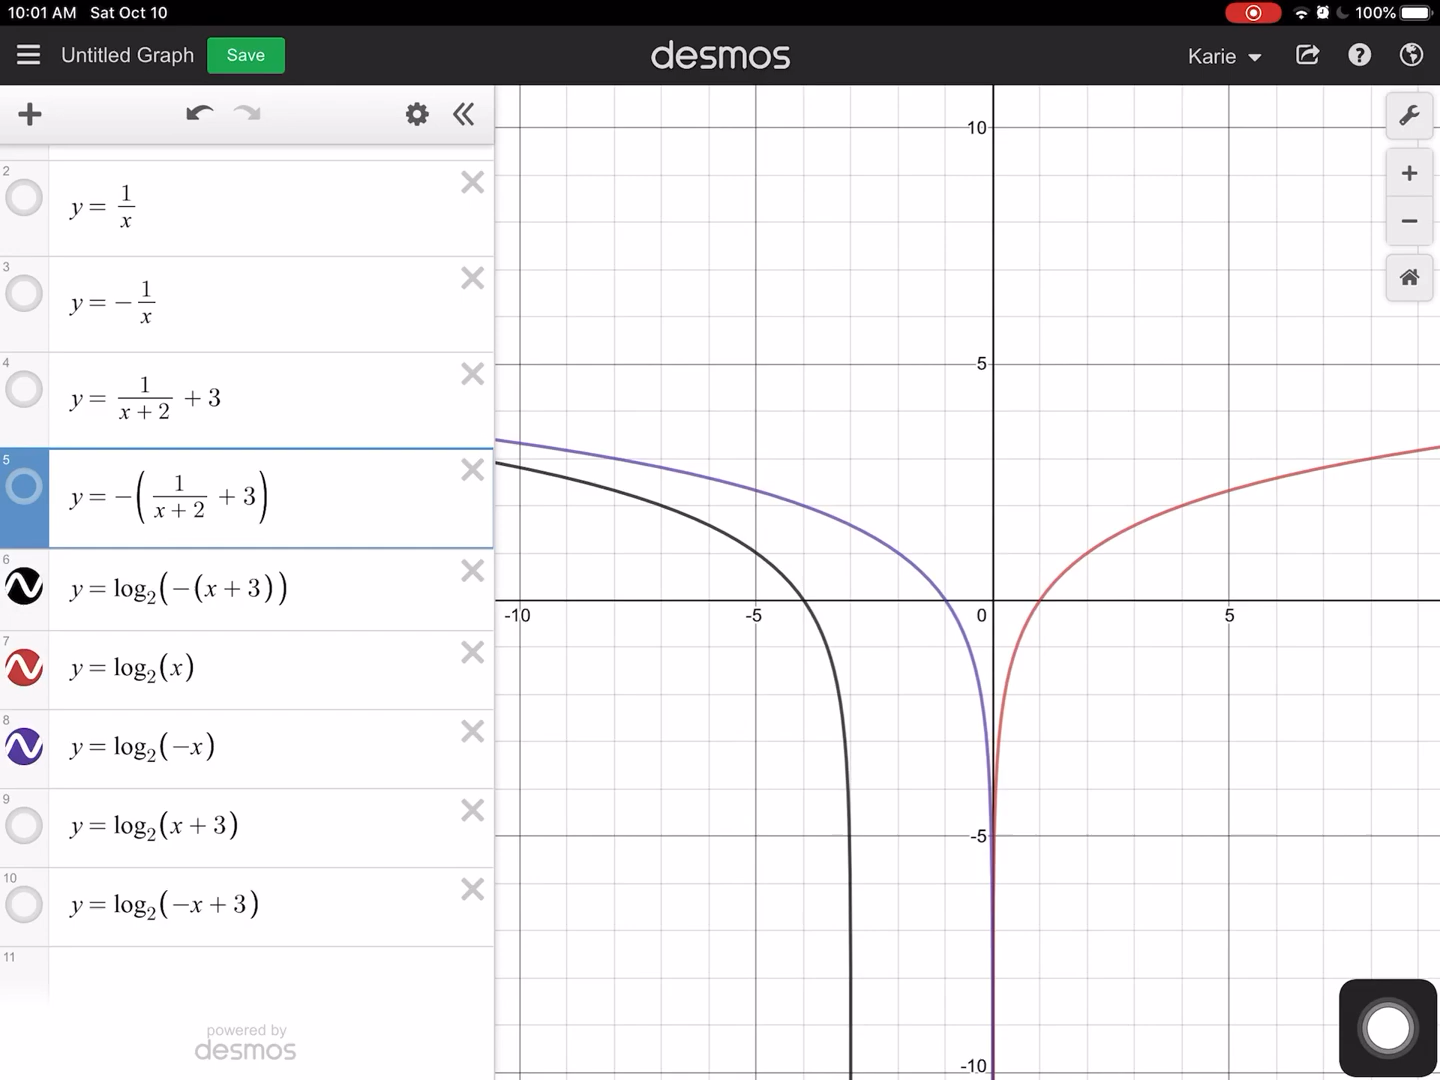 10:01 AM Sat Oct 10 100%
Untitled Graph Save desmos Karie
2 y = 1/x
3 y = −1/x
4 y = 1/(x + 2) + 3
5 y = −(1/(x + 2) + 3)
6 y = log₂(−(x + 3))
7 y = log₂(x)
8 y = log₂(−x)
9 y = log₂(x + 3)
10 y = log₂(−x + 3)
11
powered by
desmos
10
5
-10 -5 0 5
-5
-10